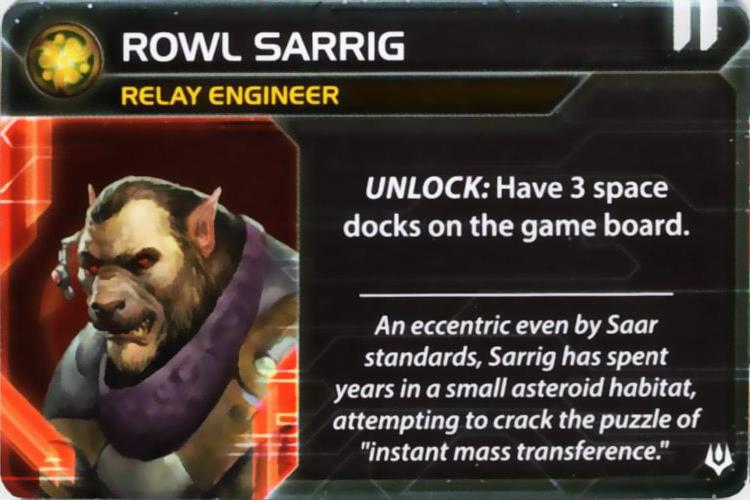 ROWL SARRIG
RELAY ENGINEER
UNLOCK: Have 3 space
docks on the game board.
An eccentric even by Saar
standards, Sarrig has spent
years in a small asteroid habitat,
attempting to crack the puzzle of
"instant mass transference."